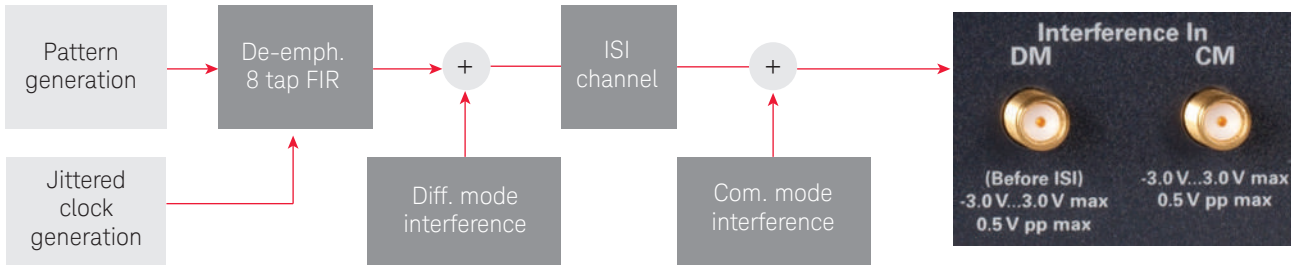 Pattern
generation
De-emph.
8 tap FIR
+
ISI
channel
+
Jittered
clock
generation
Diff. mode
interference
Com. mode
interference
Interference In
DM
CM
(Before ISI)
-3.0 V...3.0 V max
0.5 V pp max
-3.0 V...3.0 V max
0.5 V pp max